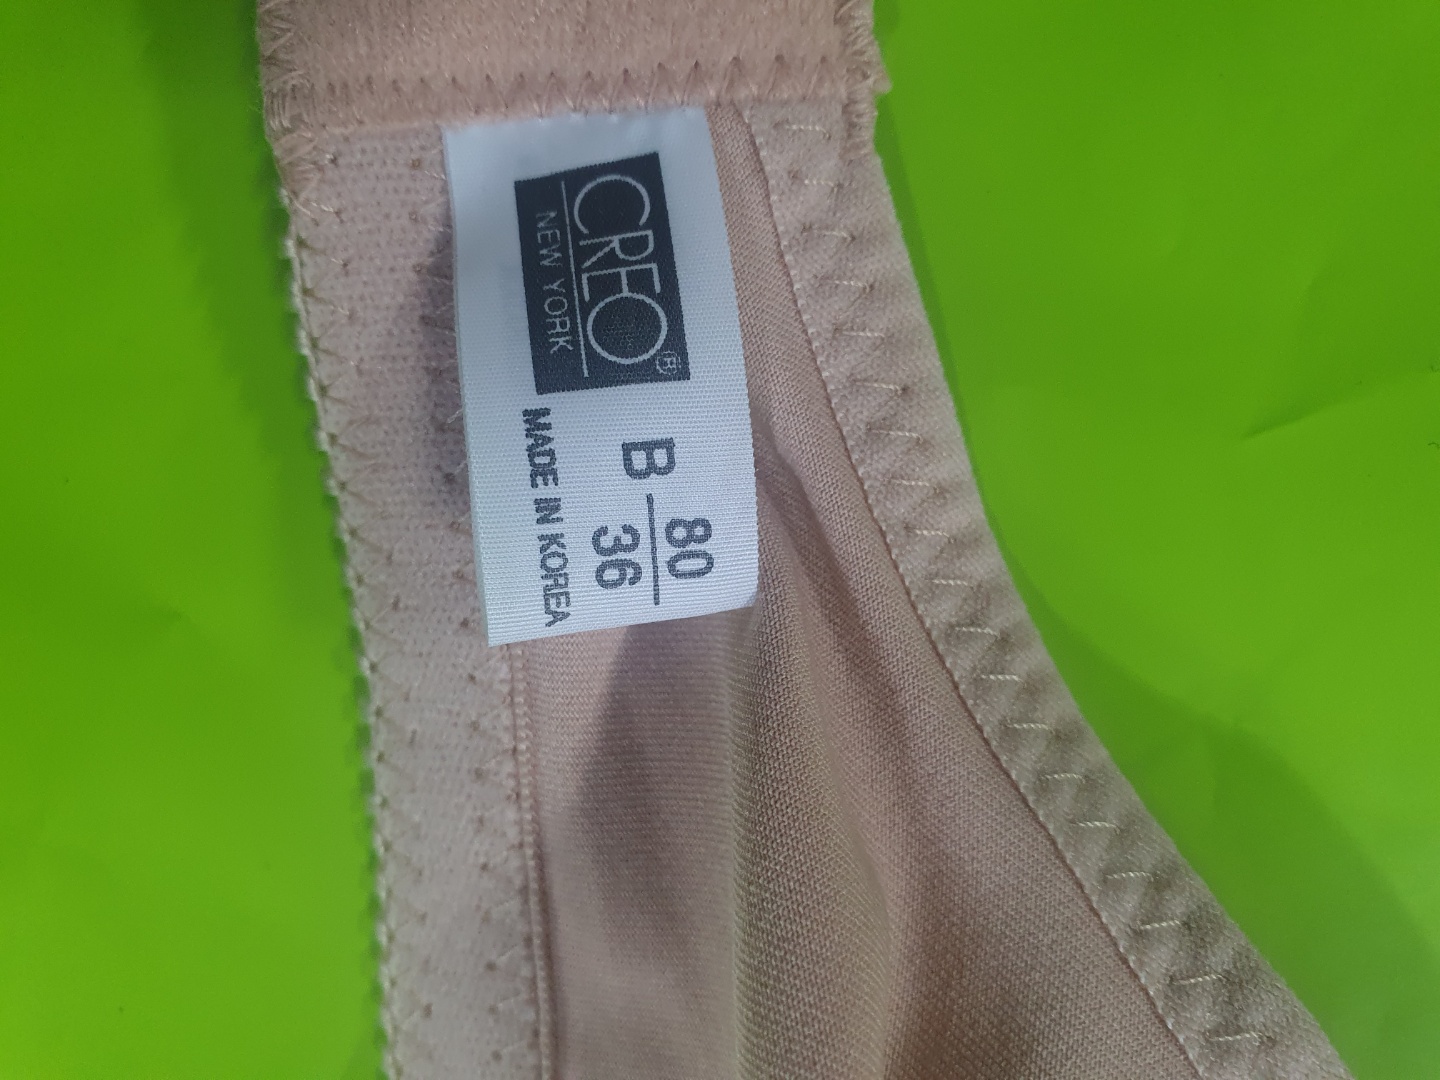 CREO®
NEW YORK
B 80
36
MADE IN KOREA